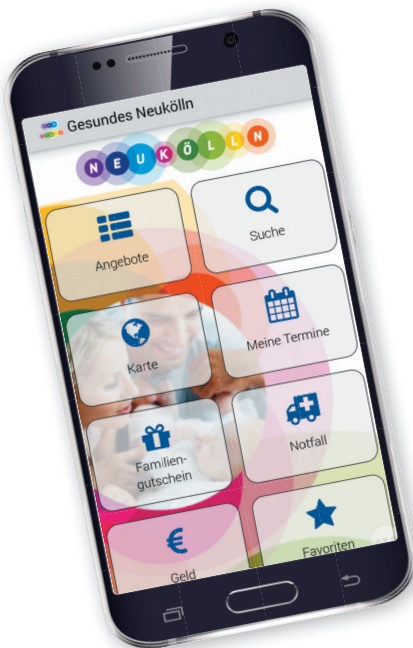 Gesundes Neukölln
NEUKÖLLN
Angebote
Suche
Karte
Meine Termine
Familien-
gutschein
Notfall
Geld
Favoriten